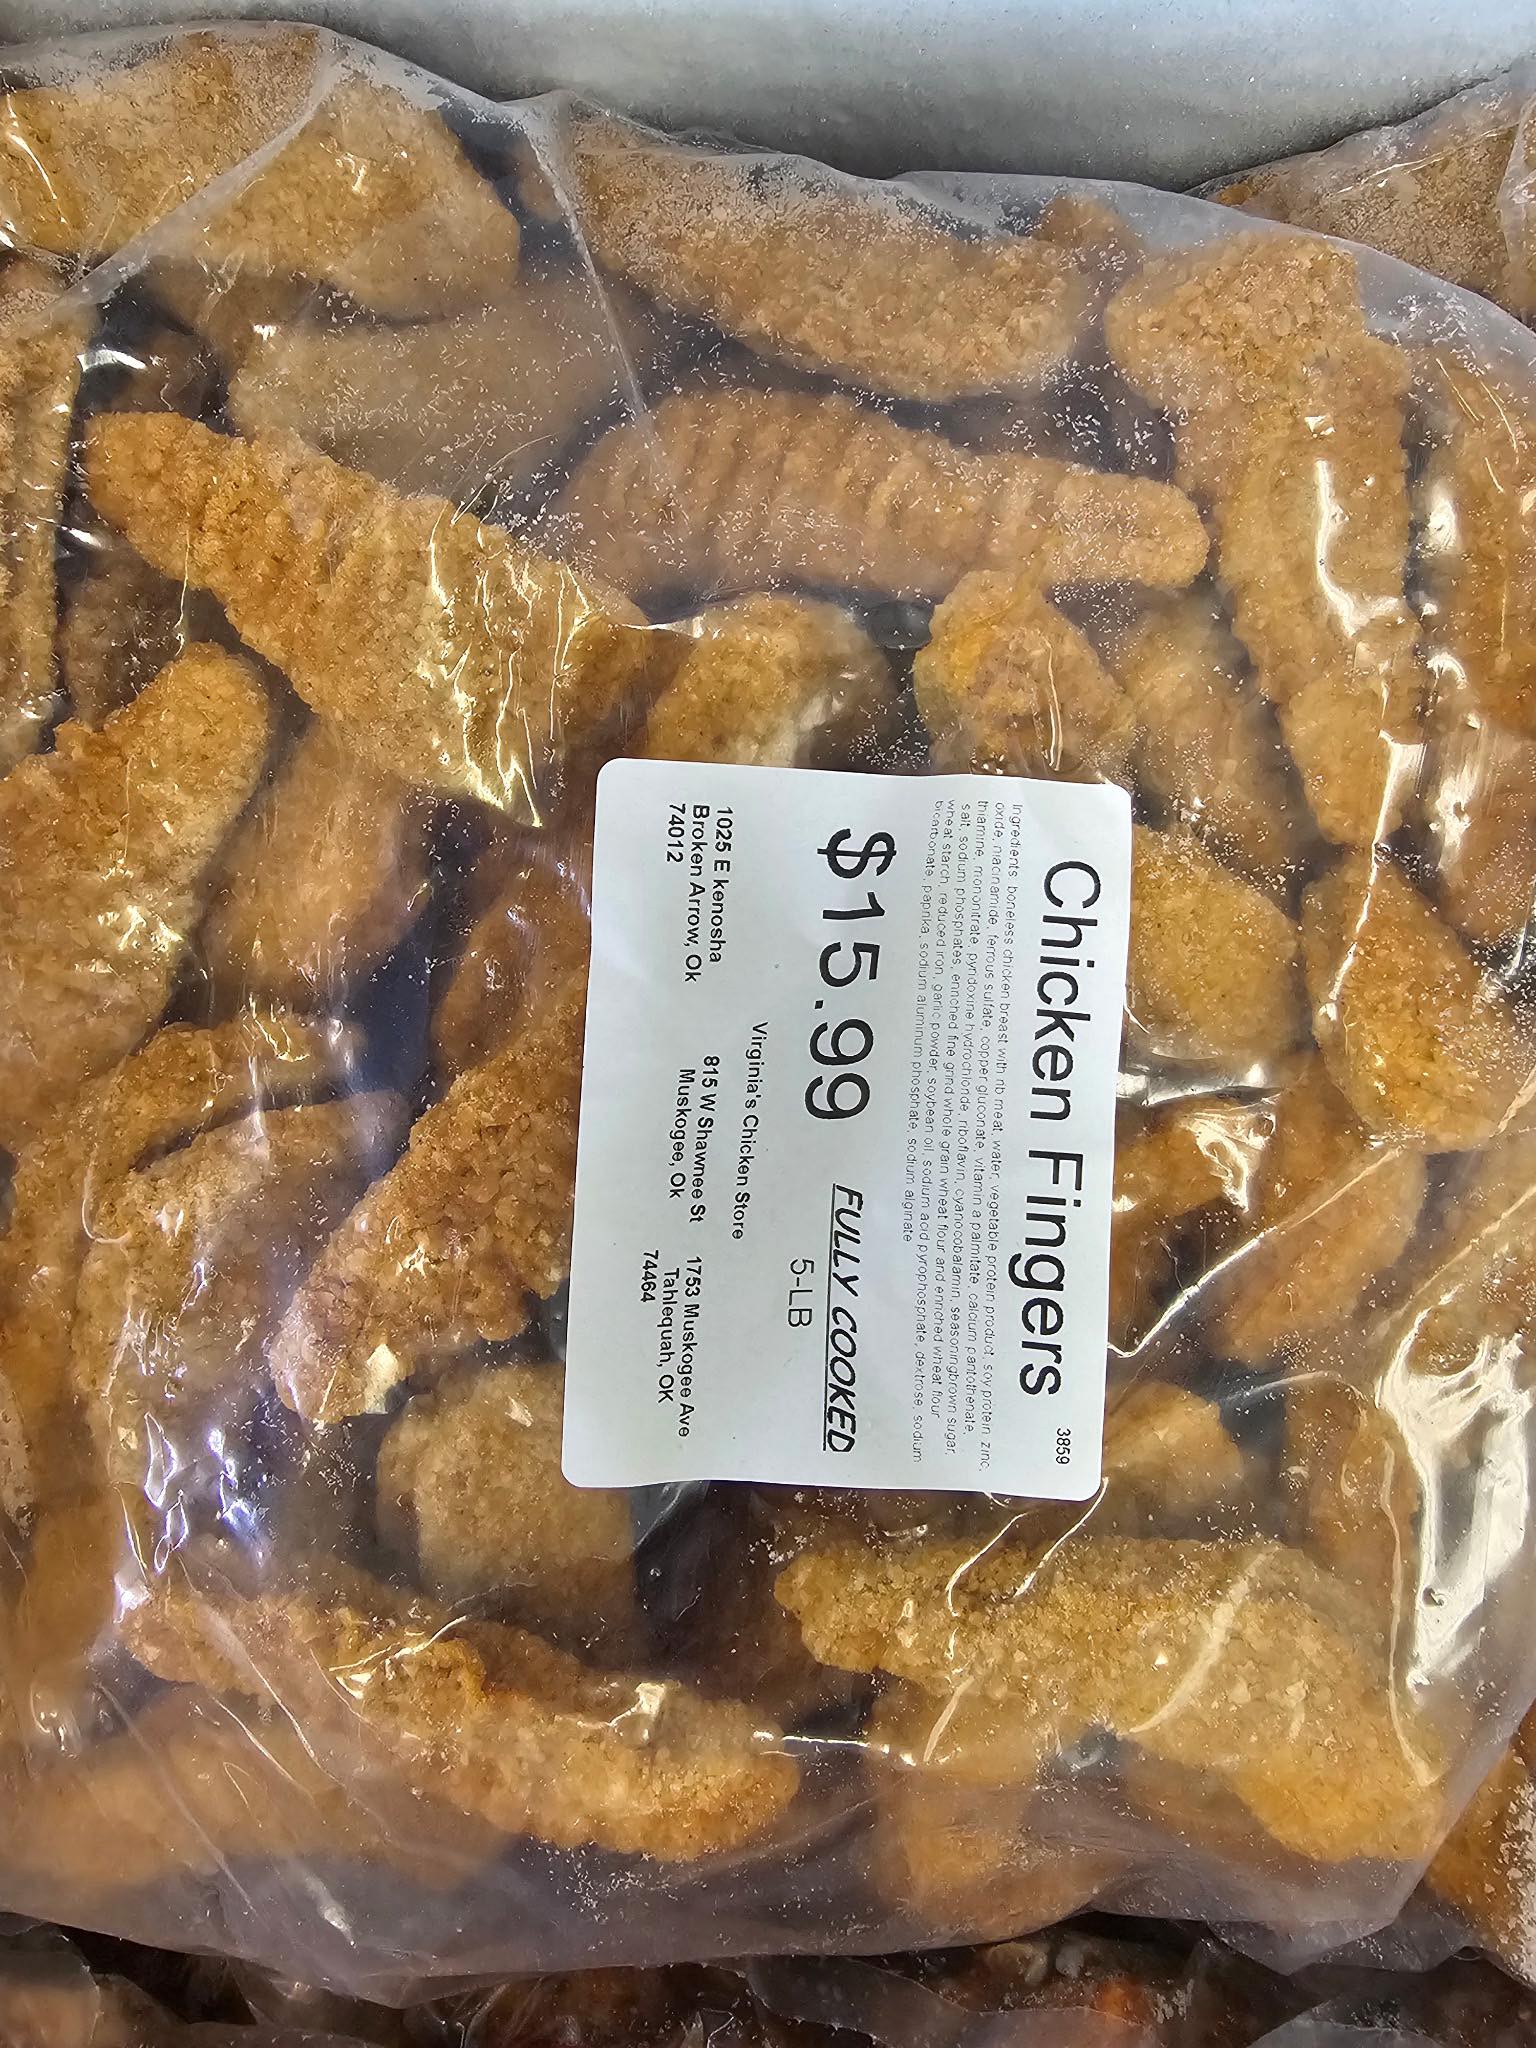 Chicken Fingers
3859
Ingredients: boneless chicken breast with rib meat, water, vegetable protein product, soy protein, zinc,
oxide, niacinamide, ferrous sulfate, copper gluconate, vitamin a palmitate, calcium pantothenate,
thiamine, mononitrate, pyridoxine hydrochloride, riboflavin, cyanocobalamin, seasoningbrown sugar,
salt, sodium phosphates, enriched fine grind whole grain wheat flour and enriched wheat flour
wheat starch, reduced iron, garlic powder, soybean oil, sodium acid pyrophosphate, dextrose, sodium
bicarbonate, paprika, sodium aluminum phosphate, sodium alginate
$15.99
FULLY COOKED
5-LB
Virginia's Chicken Store
1025 E kenosha
Broken Arrow, Ok
74012
815 W Shawnee St
Muskogee, Ok
1753 Muskogee Ave
Tahlequah, OK
74464